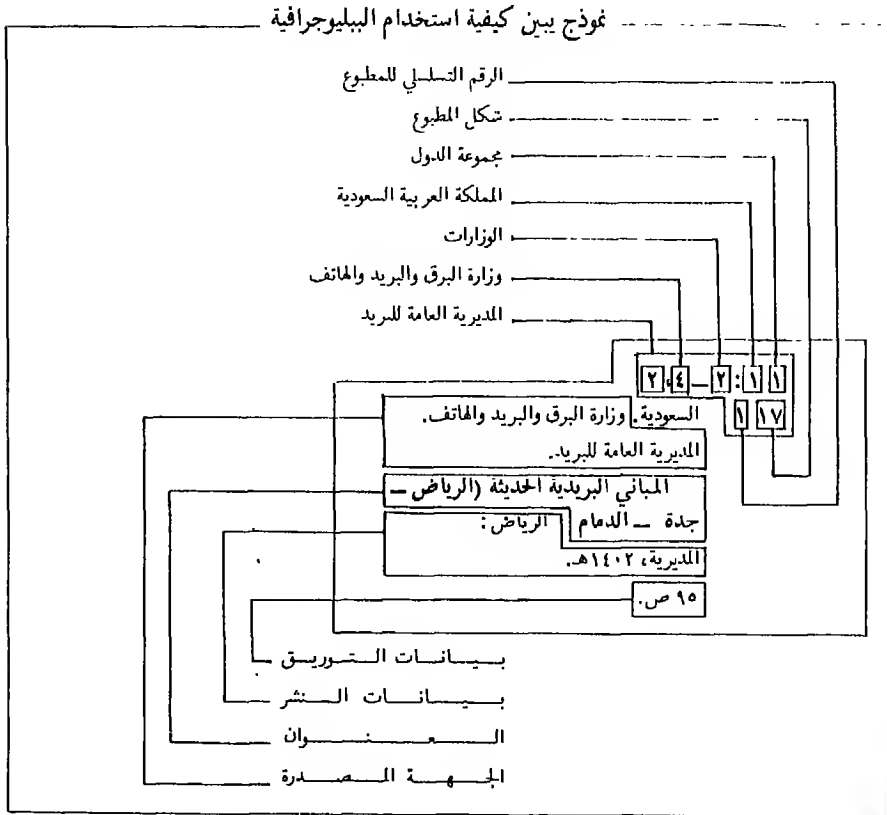 نموذج يبين كيفية استخدام الببليوجرافية
الرقم التسلسلي للمطبوع
شكل المطبوع
مجموعة الدول
المملكة العربية السعودية
الوزارات
وزارة البرق والبريد والهاتف
المديرية العامة للبريد
١ ١ : ٢ — ٤ ، ٢
١٧ ١
السعودية. وزارة البرق والبريد والهاتف.
المديرية العامة للبريد.
المباني البريدية الحديثة (الرياض —
جدة — الدمام الرياض :
المديرية، ١٤٠٢هـ.
٩٥ ص.
بيانات التوريق
بيانات النشر
العنوان
الجهة المصدرة